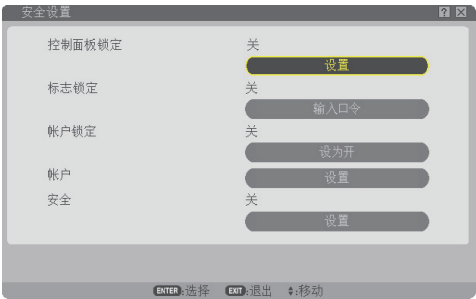 安全设置
控制面板锁定 关
设置
标志锁定 关
输入口令
帐户锁定 关
设为开
帐户 设置
安全 关
设置
ENTER:选择 EXIT:退出 :移动